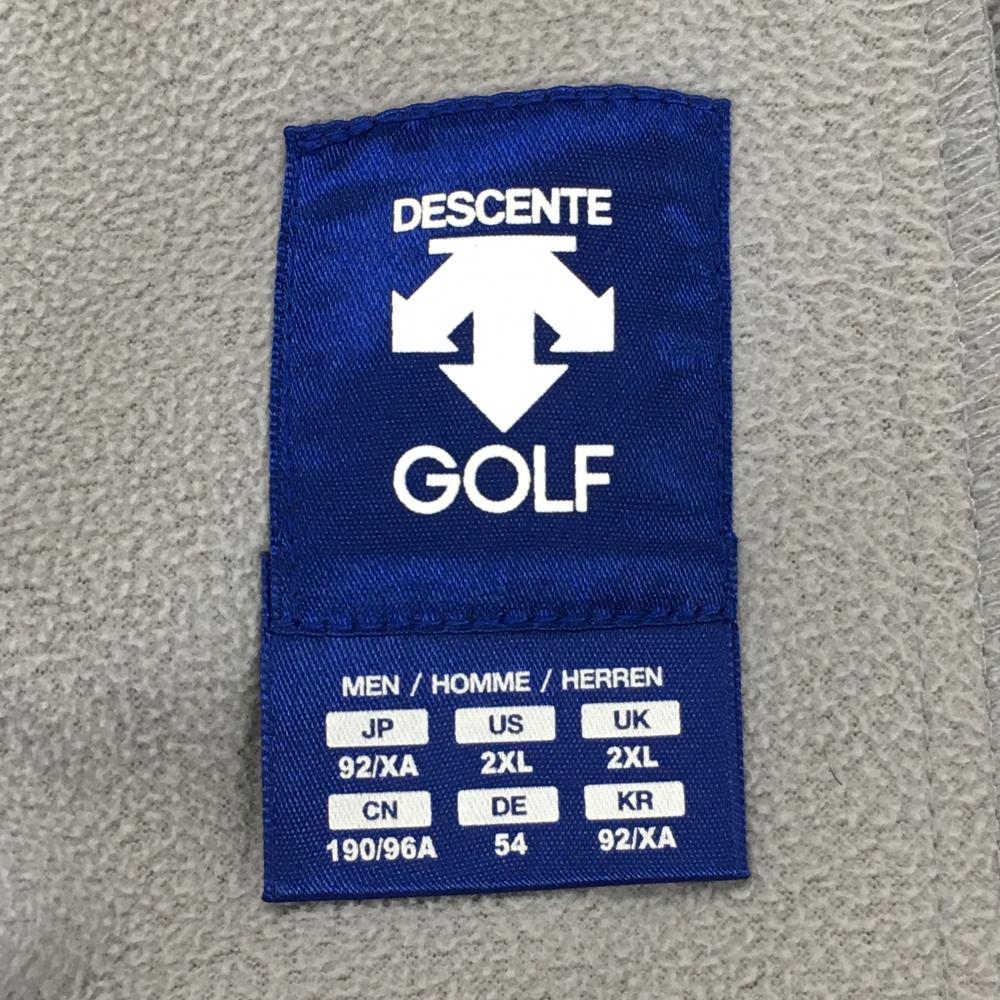 DESCENTE
GOLF
MEN / HOMME / HERREN
JP US UK
92/XA 2XL 2XL
CN DE KR
190/96A 54 92/XA